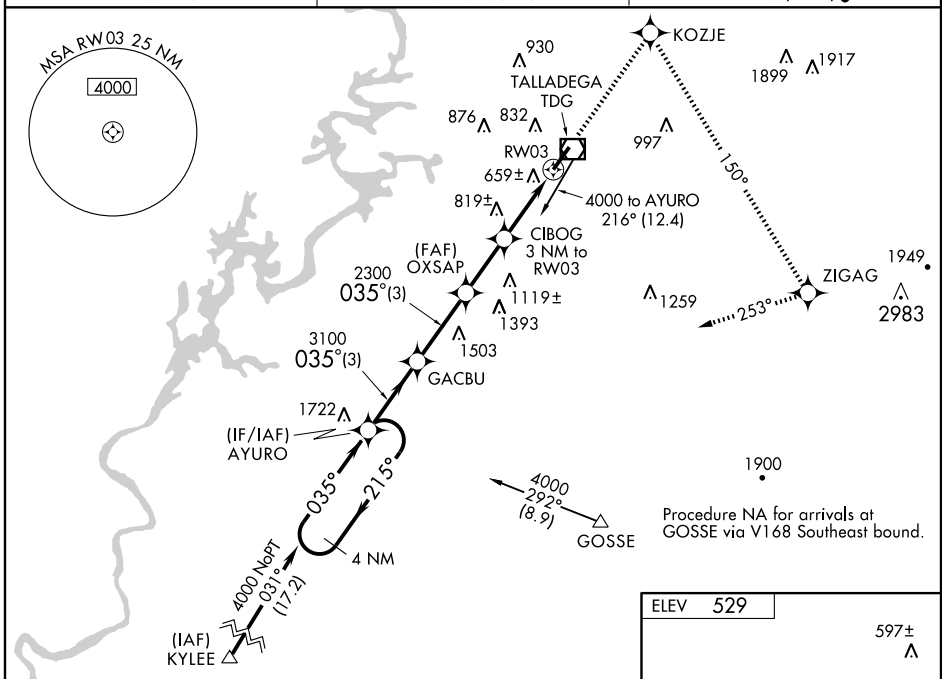 MSA RW03 25 NM
4000
930
KOZJE
1899
1917
TALLADEGA
TDG
876
832
997
RW03
659±
150°
4000 to AYURO
216° (12.4)
819±
CIBOG
3 NM to
RW03
(FAF)
OXSAP
2300
035°(3)
ZIGAG
1949
2983
1119±
1393
1259
253°
3100
035°(3)
1503
GACBU
1722
(IF/IAF)
AYURO
035°
215°
4 NM
4000
292°
(8.9)
GOSSE
1900
Procedure NA for arrivals at
GOSSE via V168 Southeast bound.
4000 NoPT
031°
(17.2)
(IAF)
KYLEE
ELEV 529
597±